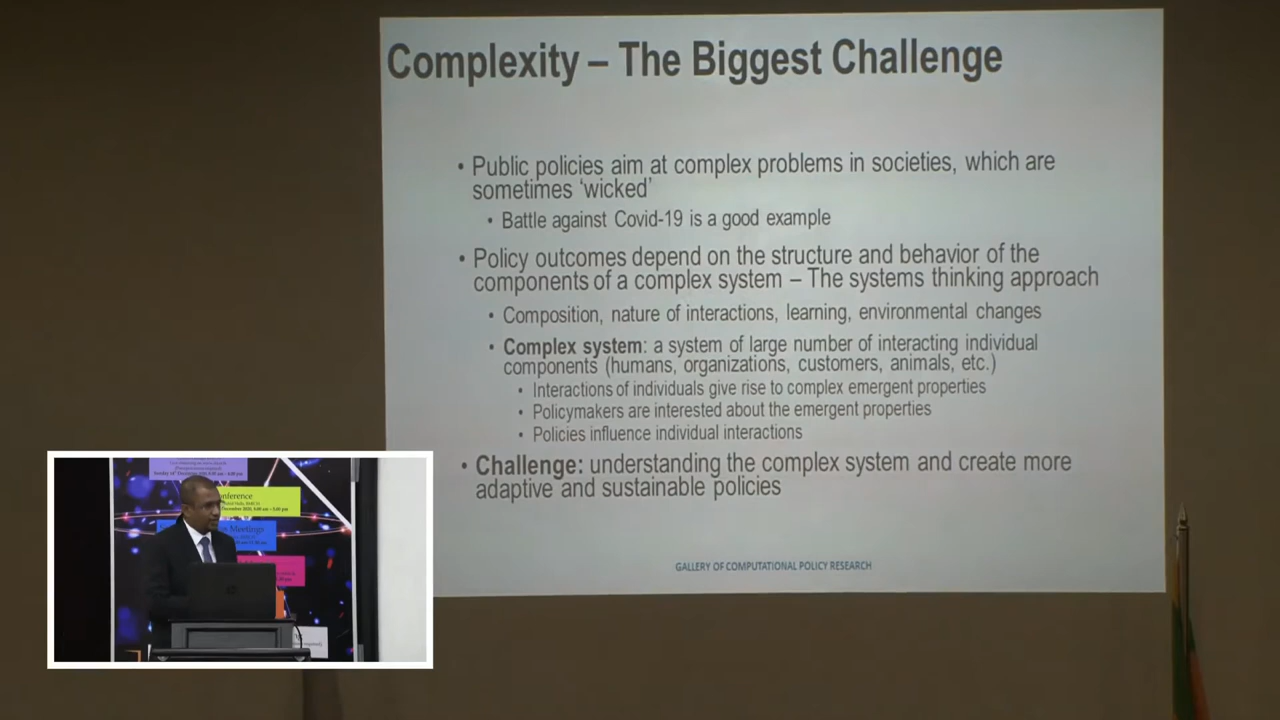 Complexity – The Biggest Challenge
• Public policies aim at complex problems in societies, which are
sometimes ‘wicked’
• Battle against Covid-19 is a good example
• Policy outcomes depend on the structure and behavior of the
components of a complex system – The systems thinking approach
• Composition, nature of interactions, learning, environmental changes
• Complex system: a system of large number of interacting individual
components (humans, organizations, customers, animals, etc.)
• Interactions of individuals give rise to complex emergent properties
• Policymakers are interested about the emergent properties
• Policies influence individual interactions
• Challenge: understanding the complex system and create more
adaptive and sustainable policies
GALLERY OF COMPUTATIONAL POLICY RESEARCH
Meetings